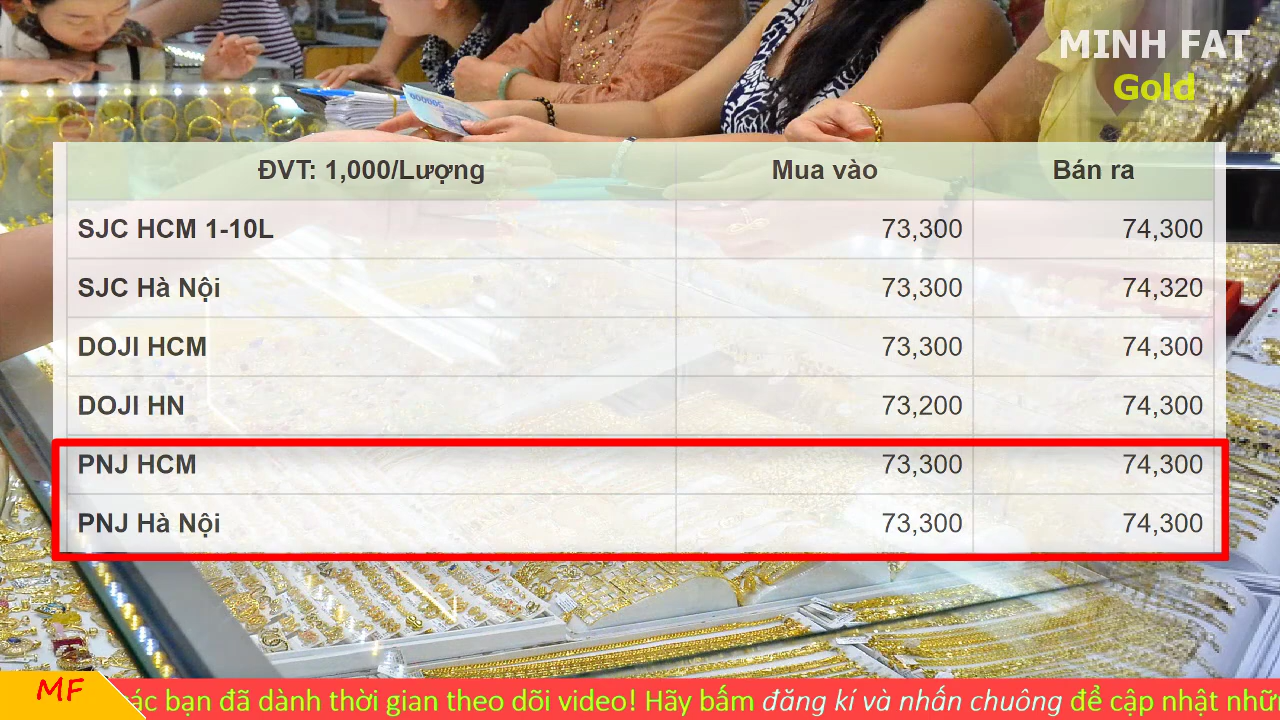 MINH FAT
Gold
ĐVT: 1,000/Lượng Mua vào Bán ra
SJC HCM 1-10L 73,300 74,300
SJC Hà Nội 73,300 74,320
DOJI HCM 73,300 74,300
DOJI HN 73,200 74,300
PNJ HCM 73,300 74,300
PNJ Hà Nội 73,300 74,300
MF ác bạn đã dành thời gian theo dõi video! Hãy bấm đăng kí và nhấn chuông để cập nhật nhữ